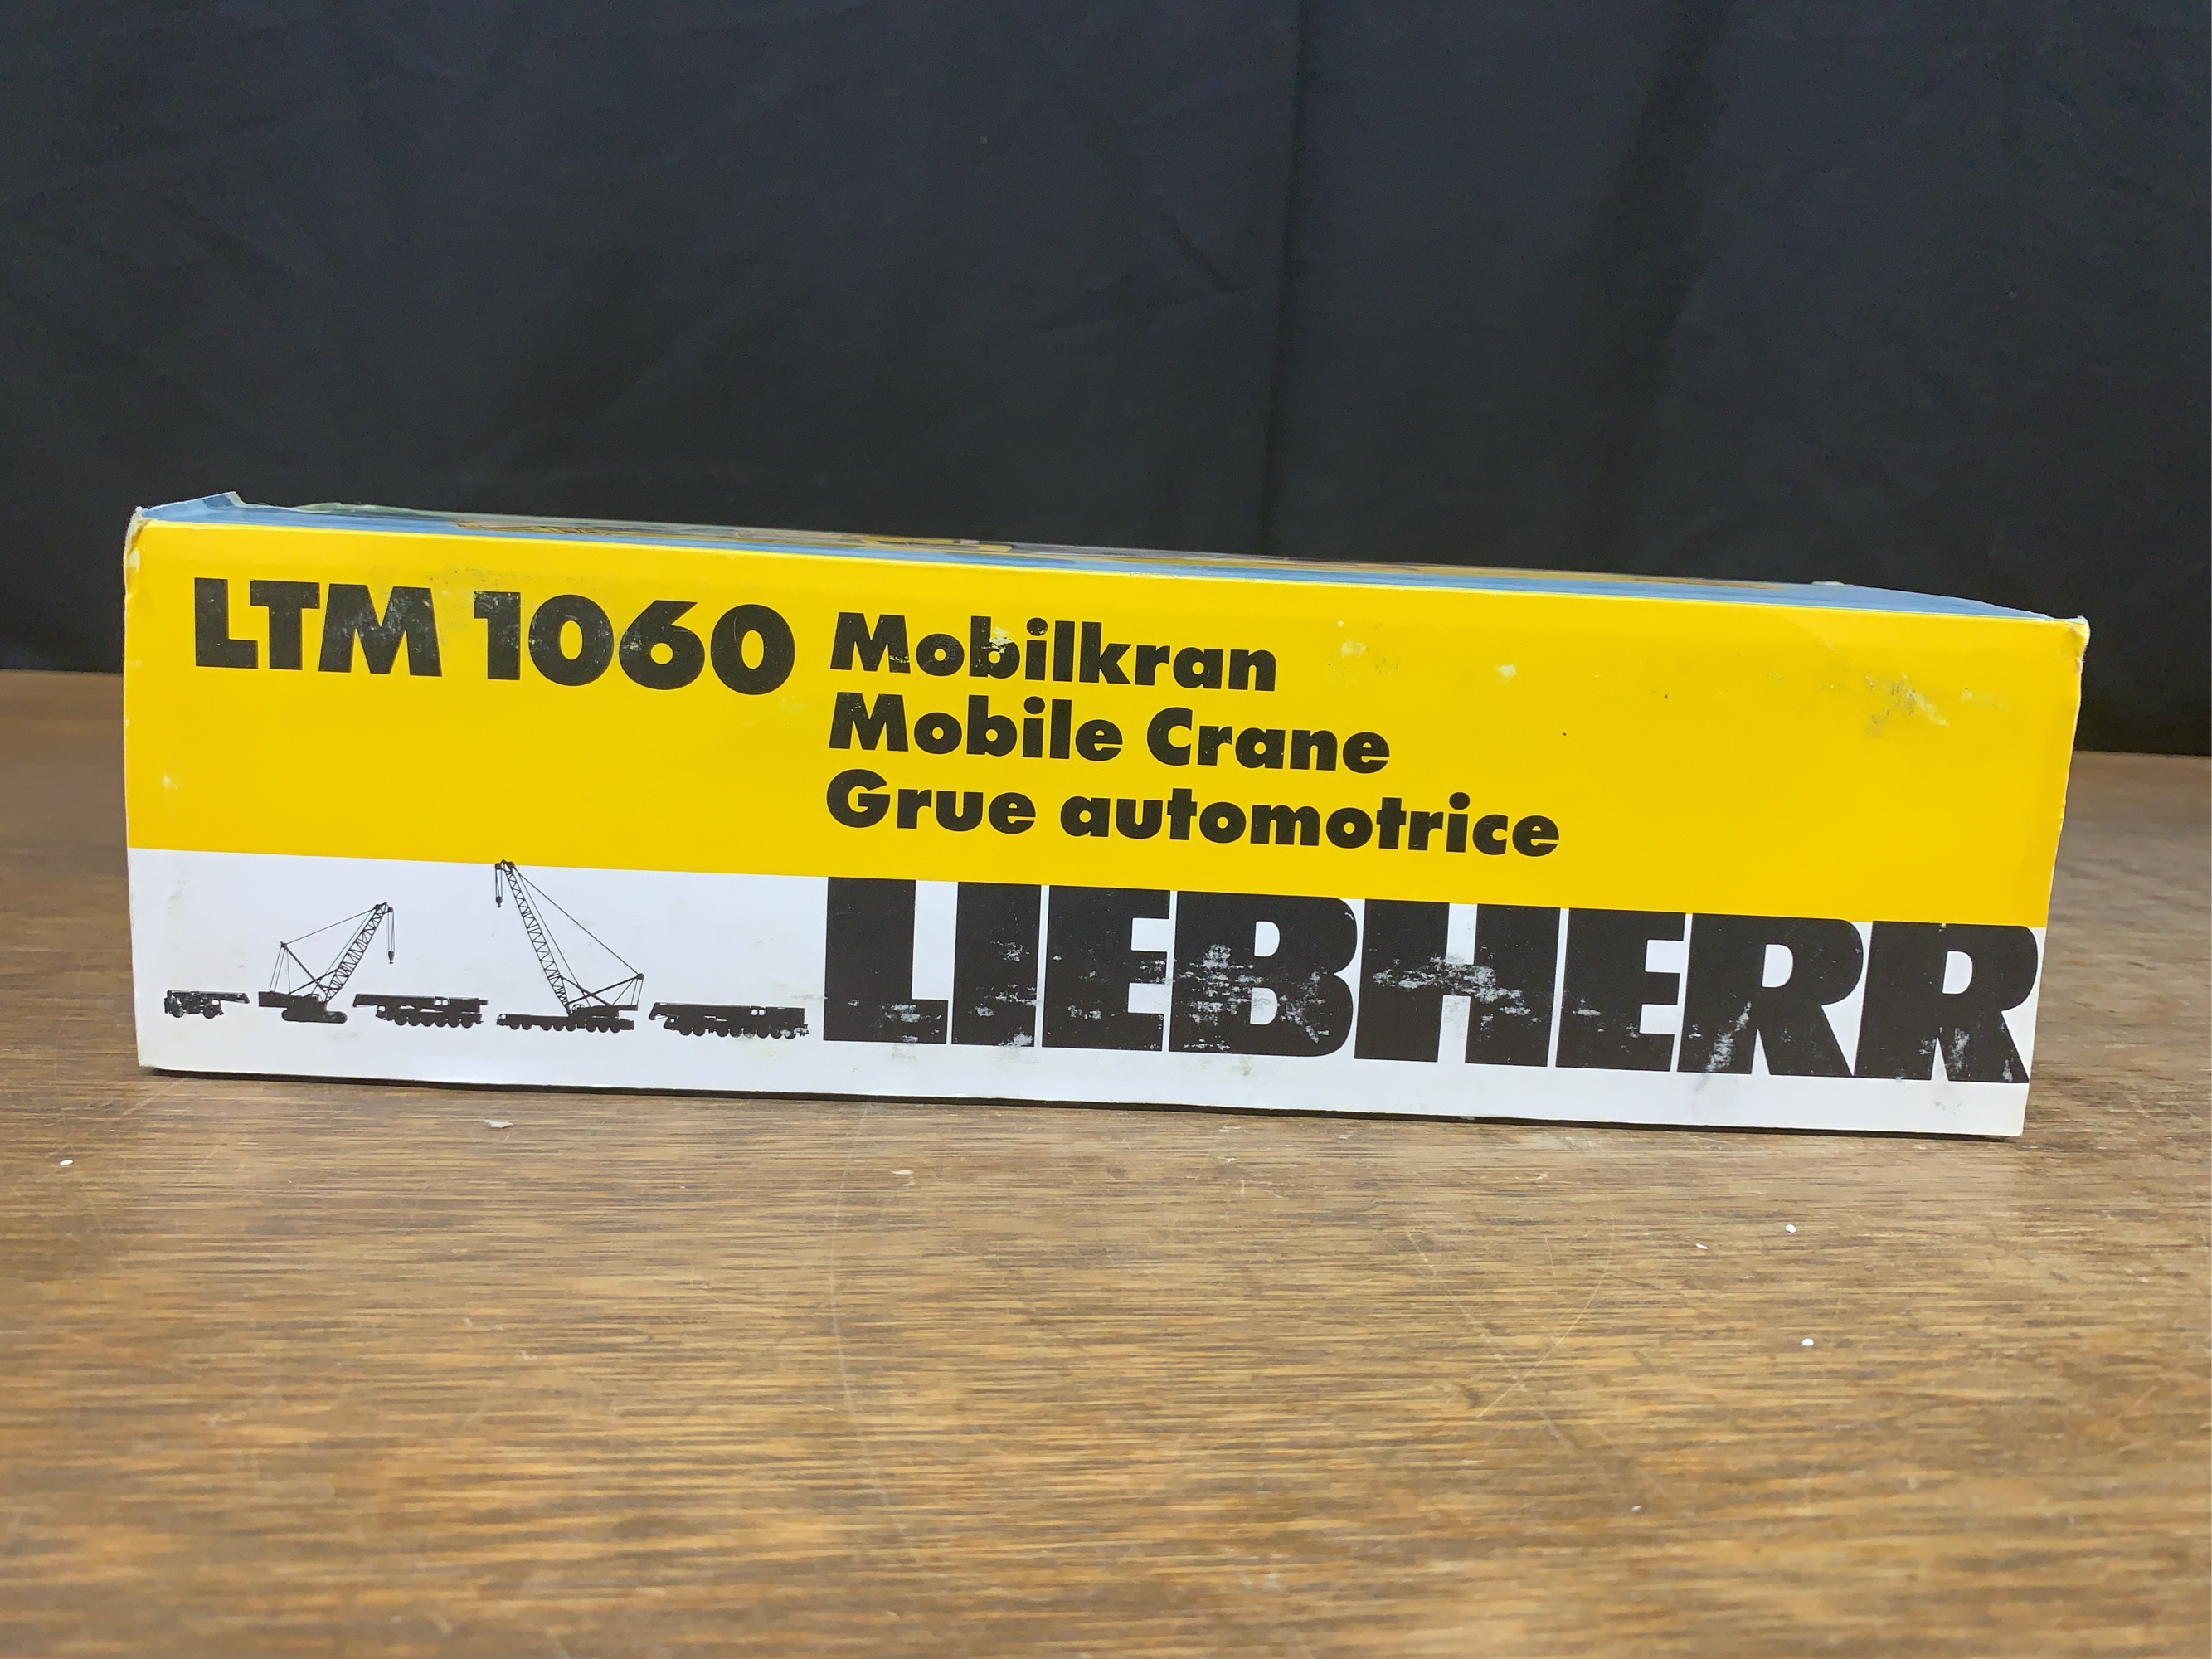 LTM 1060 Mobilkran
Mobile Crane
Grue automotrice
LIEBHERR